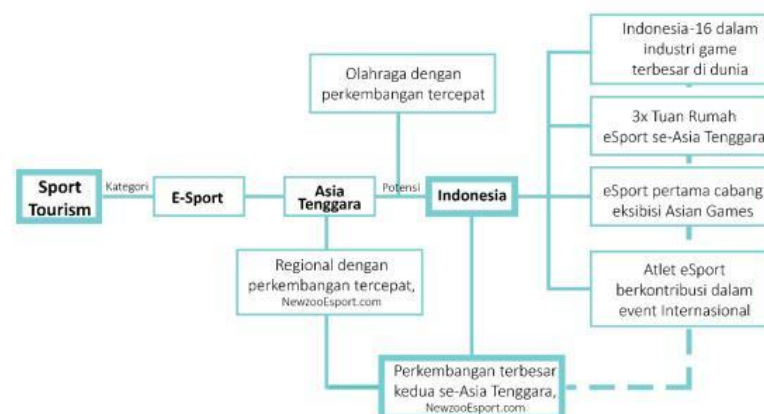 Olahraga dengan
perkembangan tercepat
Indonesia-16 dalam
industri game
terbesar di dunia
3x Tuan Rumah
eSport se-Asia Tenggara
Sport
Tourism
Kategori
E-Sport
Asia
Tenggara
Potensi
Indonesia
eSport pertama cabang
eksibisi Asian Games
Regional dengan
perkembangan tercepat,
NewzooEsport.com
Atlet eSport
berkontribusi dalam
event Internasional
Perkembangan terbesar
kedua se-Asia Tenggara,
NewzooEsport.com